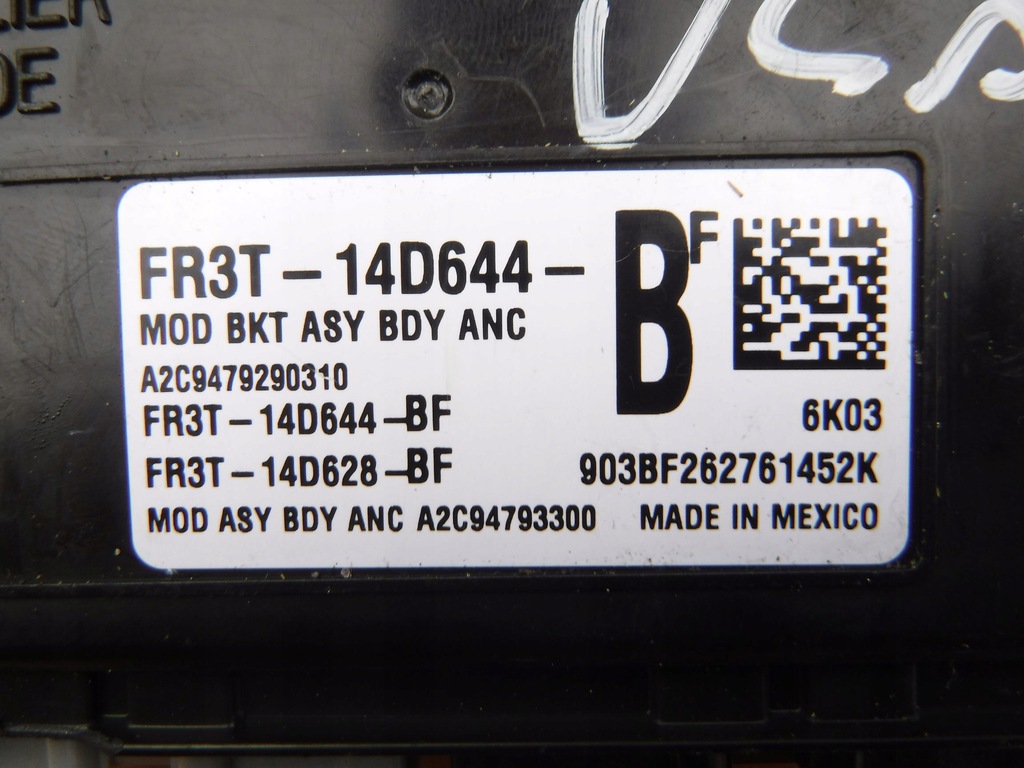 USA
FR3T-14D644- BF
MOD BKT ASY BDY ANC
A2C9479290310
FR3T-14D644-BF
6K03
FR3T-14D628-BF
903BF262761452K
MOD ASY BDY ANC A2C94793300
MADE IN MEXICO